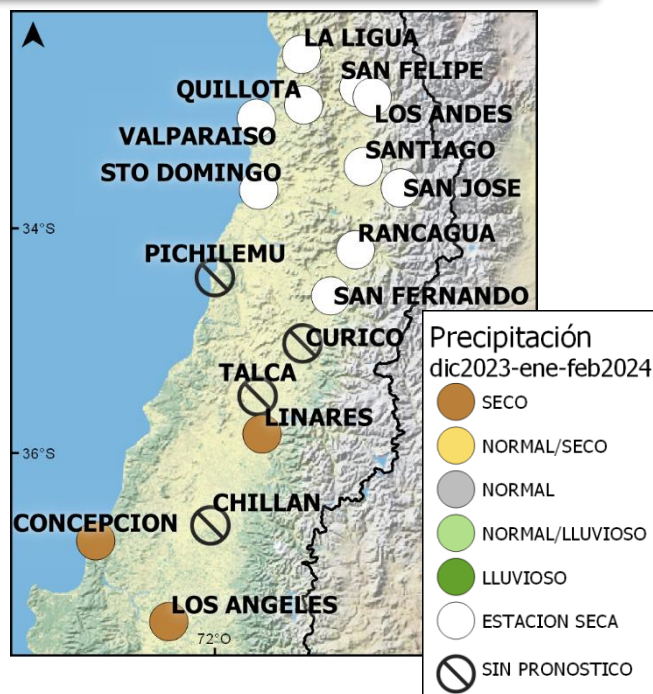 LA LIGUA
SAN FELIPE
QUILLOTA
LOS ANDES
VALPARAISO
SANTIAGO
STO DOMINGO
SAN JOSE
34°S
RANCAGUA
PICHILEMU
SAN FERNANDO
CURICO
TALCA
LINARES
36°S
CHILLAN
CONCEPCION
LOS ANGELES
72°O
Precipitación
dic2023-ene-feb2024
SECO
NORMAL/SECO
NORMAL
NORMAL/LLUVIOSO
LLUVIOSO
ESTACION SECA
SIN PRONOSTICO